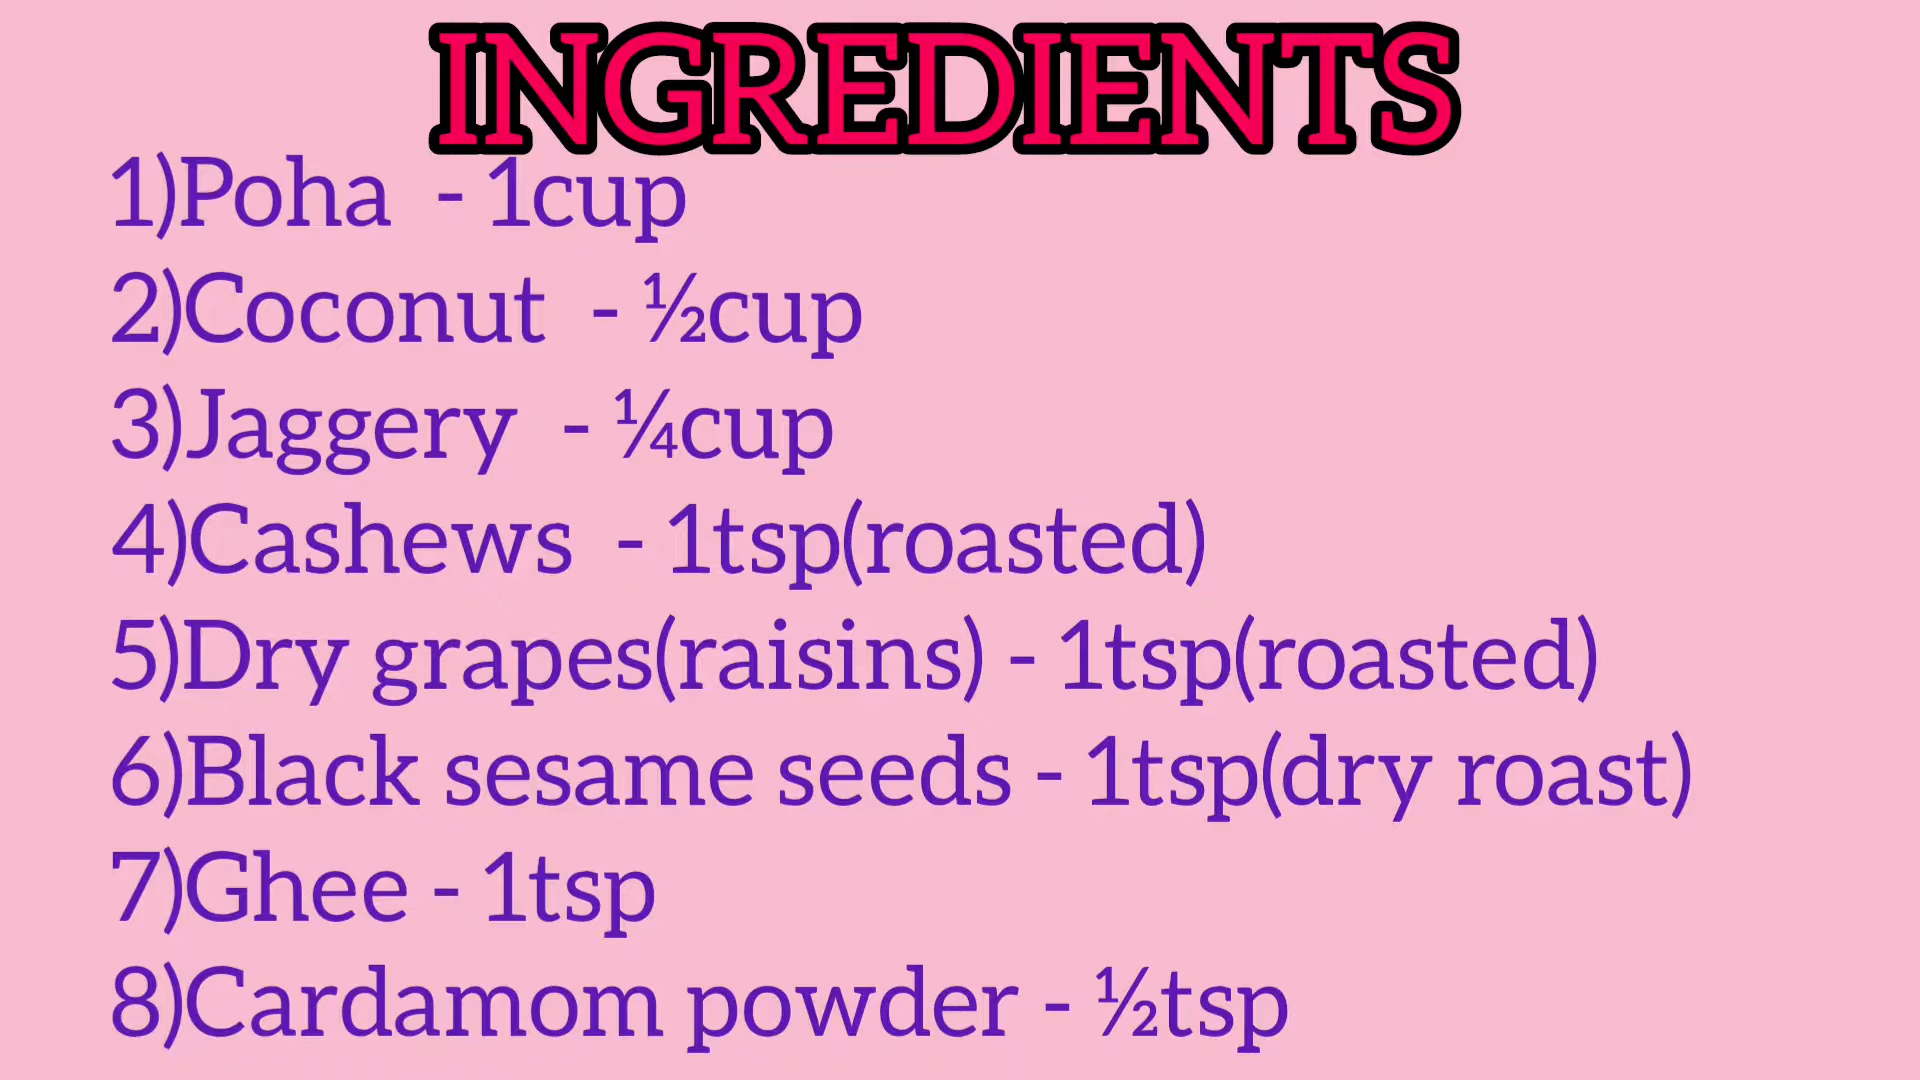 INGREDIENTS
1)Poha - 1cup
2)Coconut - ½cup
3)Jaggery - ¼cup
4)Cashews - 1tsp(roasted)
5)Dry grapes(raisins) - 1tsp(roasted)
6)Black sesame seeds - 1tsp(dry roast)
7)Ghee - 1tsp
8)Cardamom powder - ½tsp